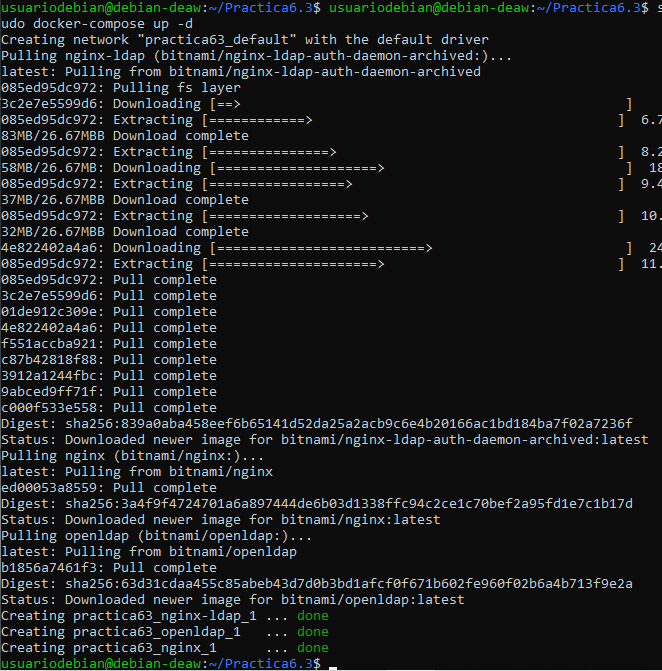 usuariodebian@debian-deaw:~/Practica6.3$ usuariodebian@debian-deaw:~/Practica6.3$ s
udo docker-compose up -d
Creating network "practica63_default" with the default driver
Pulling nginx-ldap (bitnami/nginx-ldap-auth-daemon-archived:)...
latest: Pulling from bitnami/nginx-ldap-auth-daemon-archived
085ed95dc972: Pulling fs layer
3c2e7e5599d6: Downloading [==>                                                ]
085ed95dc972: Extracting [============>                                      ]  6.7
83MB/26.67MBB Download complete
085ed95dc972: Extracting [===============>                                   ]  8.2
58MB/26.67MB: Downloading [====================>                              ]  18
085ed95dc972: Extracting [=================>                                 ]  9.4
37MB/26.67MBB Download complete
085ed95dc972: Extracting [===================>                               ]  10.
32MB/26.67MBB Download complete
4e822402a4a6: Downloading [==========================>                        ]  24
085ed95dc972: Extracting [=====================>                             ]  11.
085ed95dc972: Pull complete
3c2e7e5599d6: Pull complete
01de912c309e: Pull complete
4e822402a4a6: Pull complete
f551accba921: Pull complete
c87b42818f88: Pull complete
3912a1244fbc: Pull complete
9abced9ff71f: Pull complete
c000f533e558: Pull complete
Digest: sha256:839a0aba458eef6b65141d52da25a2acb9c6e4b20166ac1bd184ba7f02a7236f
Status: Downloaded newer image for bitnami/nginx-ldap-auth-daemon-archived:latest
Pulling nginx (bitnami/nginx:)...
latest: Pulling from bitnami/nginx
ed00053a8559: Pull complete
Digest: sha256:3a4f9f4724701a6a897444de6b03d1338ffc94c2ce1c70bef2a95fd1e7c1b17d
Status: Downloaded newer image for bitnami/nginx:latest
Pulling openldap (bitnami/openldap:)...
latest: Pulling from bitnami/openldap
b1856a7461f3: Pull complete
Digest: sha256:63d31cdaa455c85abeb43d7d0b3bd1afcf0f671b602fe960f02b6a4b713f9e2a
Status: Downloaded newer image for bitnami/openldap:latest
Creating practica63_nginx-ldap_1 ... done
Creating practica63_openldap_1   ... done
Creating practica63_nginx_1      ... done
usuariodebian@debian-deaw:~/Practica6.3$